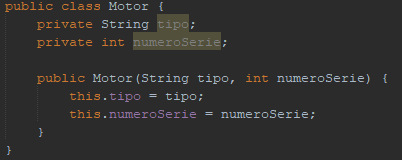 public class Motor {
    private String tipo;
    private int numeroSerie;

    public Motor(String tipo, int numeroSerie) {
        this.tipo = tipo;
        this.numeroSerie = numeroSerie;
    }
}